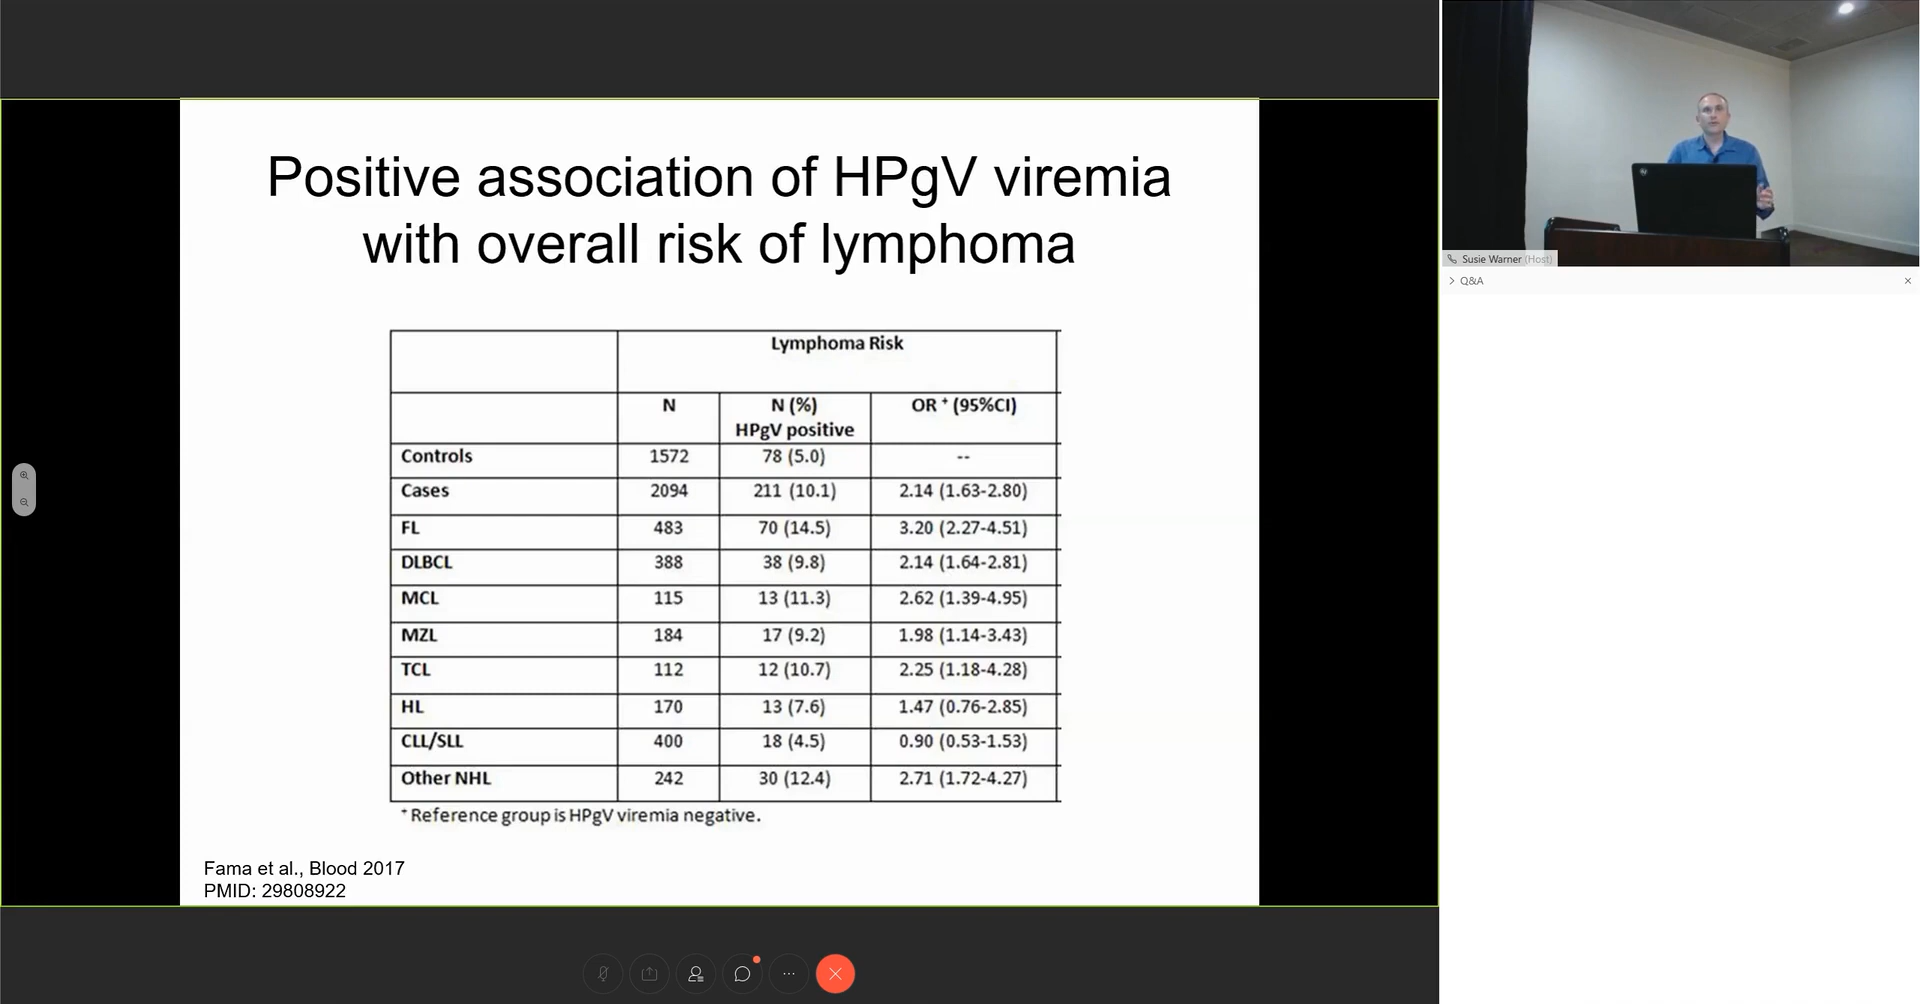 Positive association of HPgV viremia
with overall risk of lymphoma
Lymphoma Risk
N N (%) HPgV positive OR + (95%CI)
Controls 1572 78 (5.0) --
Cases 2094 211 (10.1) 2.14 (1.63-2.80)
FL 483 70 (14.5) 3.20 (2.27-4.51)
DLBCL 388 38 (9.8) 2.14 (1.64-2.81)
MCL 115 13 (11.3) 2.62 (1.39-4.95)
MZL 184 17 (9.2) 1.98 (1.14-3.43)
TCL 112 12 (10.7) 2.25 (1.18-4.28)
HL 170 13 (7.6) 1.47 (0.76-2.85)
CLL/SLL 400 18 (4.5) 0.90 (0.53-1.53)
Other NHL 242 30 (12.4) 2.71 (1.72-4.27)
+ Reference group is HPgV viremia negative.
Fama et al., Blood 2017
PMID: 29808922
Susie Warner (Host)
Q&A